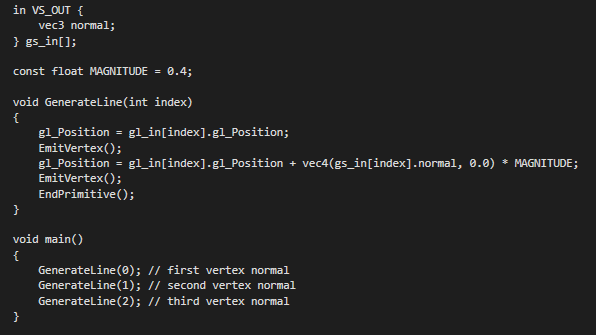 in VS_OUT {
    vec3 normal;
} gs_in[];

const float MAGNITUDE = 0.4;

void GenerateLine(int index)
{
    gl_Position = gl_in[index].gl_Position;
    EmitVertex();
    gl_Position = gl_in[index].gl_Position + vec4(gs_in[index].normal, 0.0) * MAGNITUDE;
    EmitVertex();
    EndPrimitive();
}

void main()
{
    GenerateLine(0); // first vertex normal
    GenerateLine(1); // second vertex normal
    GenerateLine(2); // third vertex normal
}